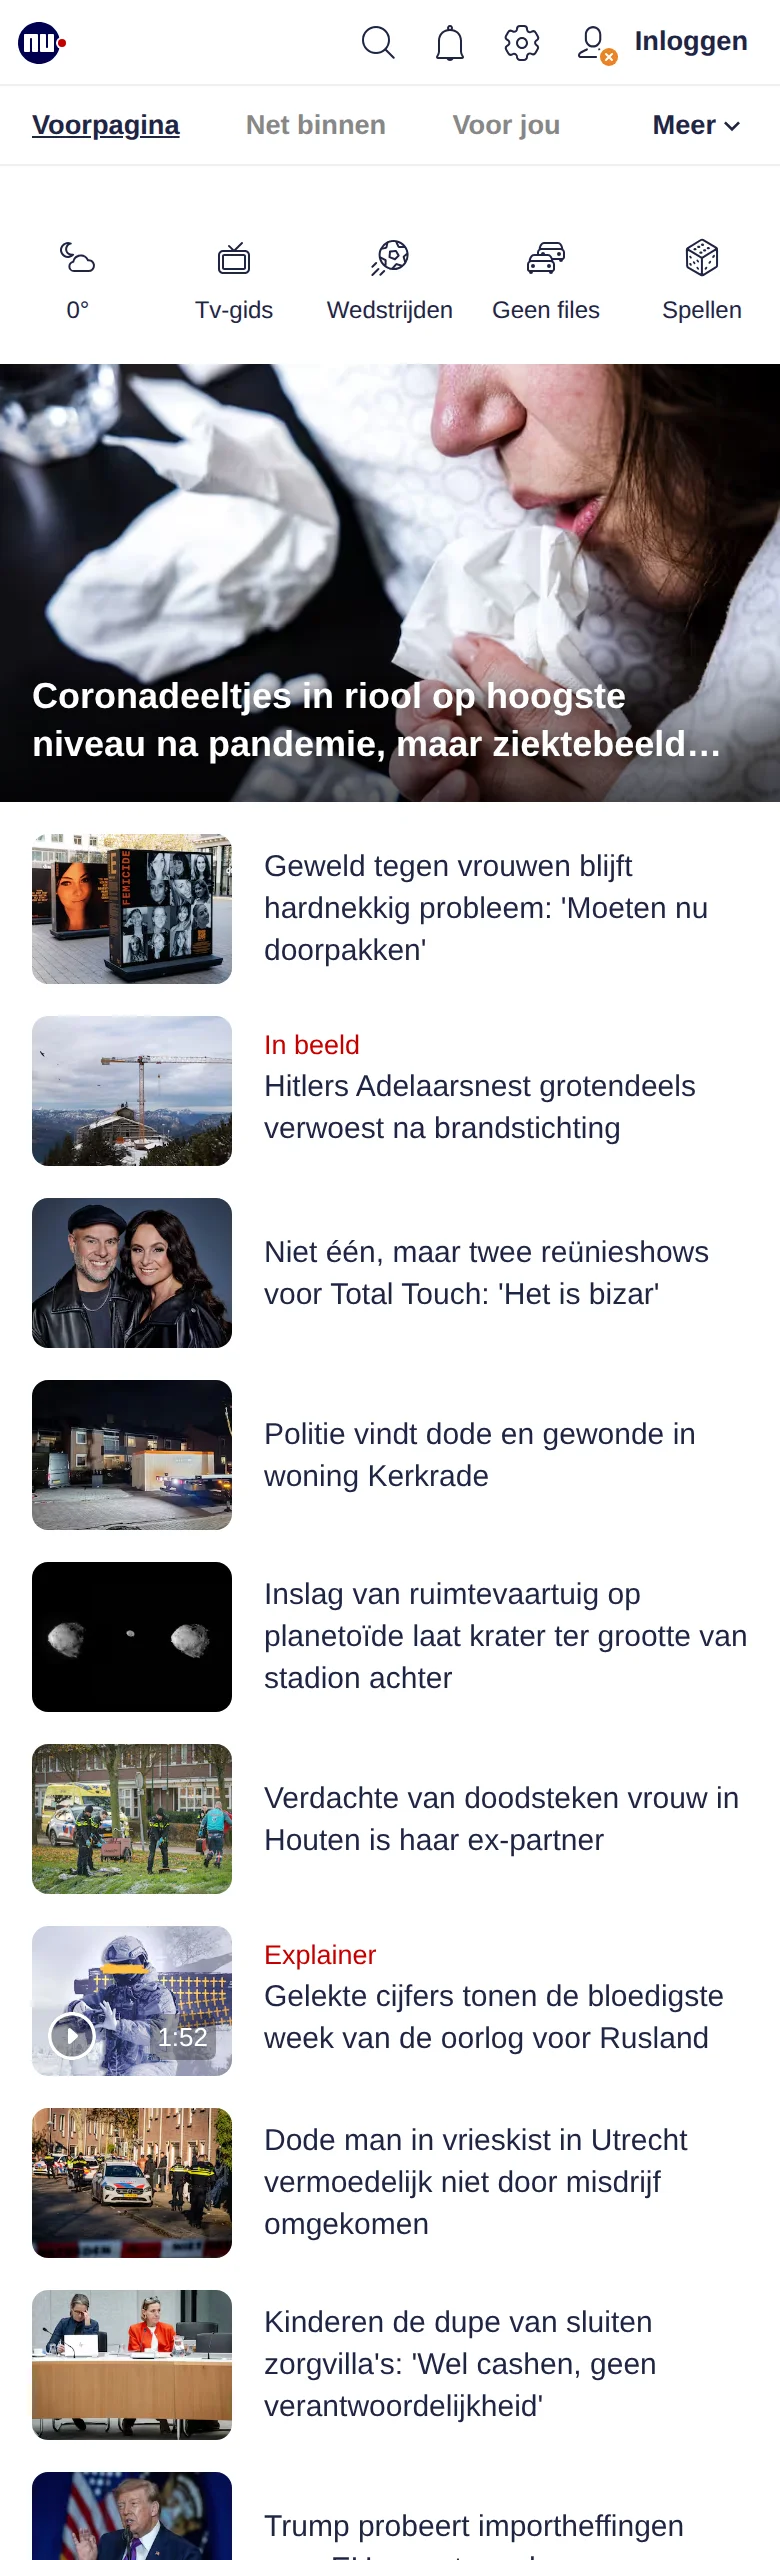 nu
Inloggen
Voorpagina
Net binnen
Voor jou
Meer
0°
Tv-gids
Wedstrijden
Geen files
Spellen
Coronadeeltjes in riool op hoogste
niveau na pandemie, maar ziektebeeld...
FEMICIDE
Geweld tegen vrouwen blijft
hardnekkig probleem: 'Moeten nu
doorpakken'
In beeld
Hitlers Adelaarsnest grotendeels
verwoest na brandstichting
Niet één, maar twee reünieshows
voor Total Touch: 'Het is bizar'
Politie vindt dode en gewonde in
woning Kerkrade
Inslag van ruimtevaartuig op
planetoïde laat krater ter grootte van
stadion achter
Verdachte van doodsteken vrouw in
Houten is haar ex-partner
1:52
Explainer
Gelekte cijfers tonen de bloedigste
week van de oorlog voor Rusland
Dode man in vrieskist in Utrecht
vermoedelijk niet door misdrijf
omgekomen
Kinderen de dupe van sluiten
zorgvilla's: 'Wel cashen, geen
verantwoordelijkheid'
Trump probeert importheffingen